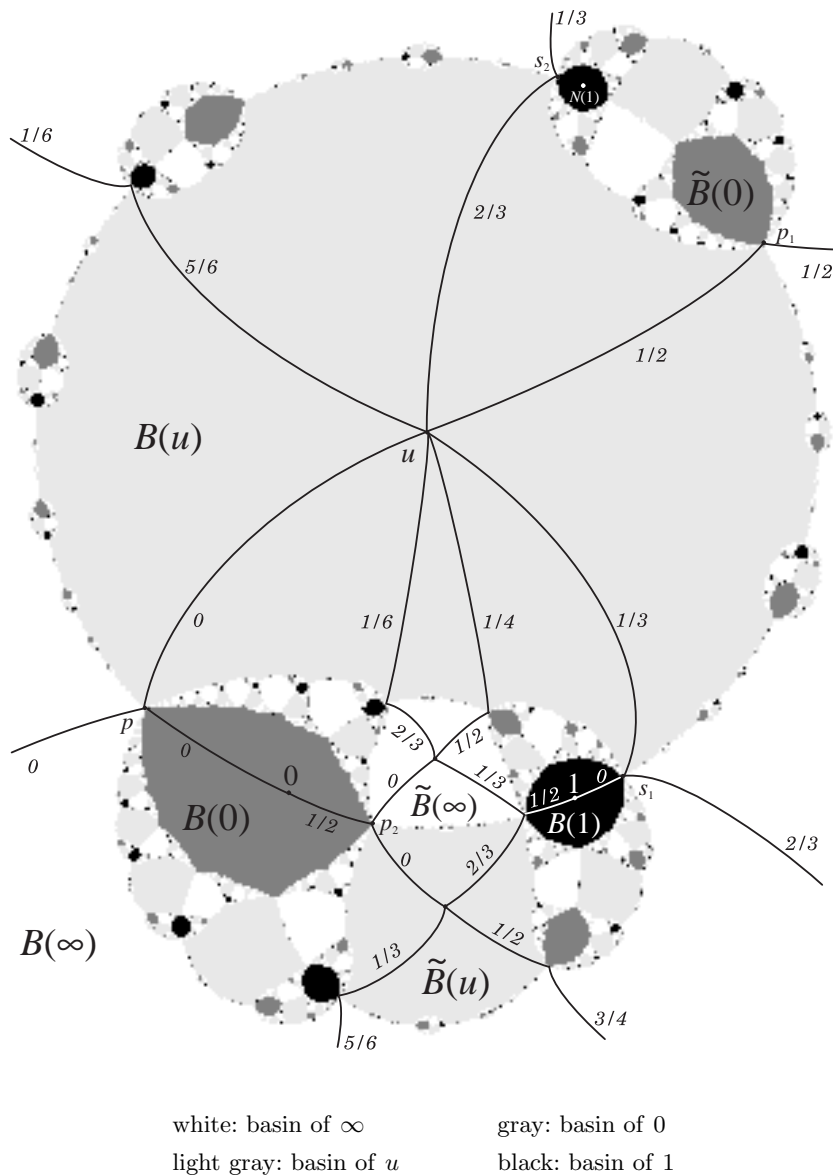 1/3
s₂
N(1)
1/6
B̃(0)
2/3
p₁
5/6
1/2
1/2
B(u)
u
0
1/6
1/4
1/3
p
2/3
1/2
0
0
0
0
1/3
1
0
s₁
B(0)
1/2
B̃(∞)
1/2
B(1)
p₂
0
2/3
2/3
B(∞)
1/3
1/2
B̃(u)
3/4
5/6
white: basin of ∞
gray: basin of 0
light gray: basin of u
black: basin of 1